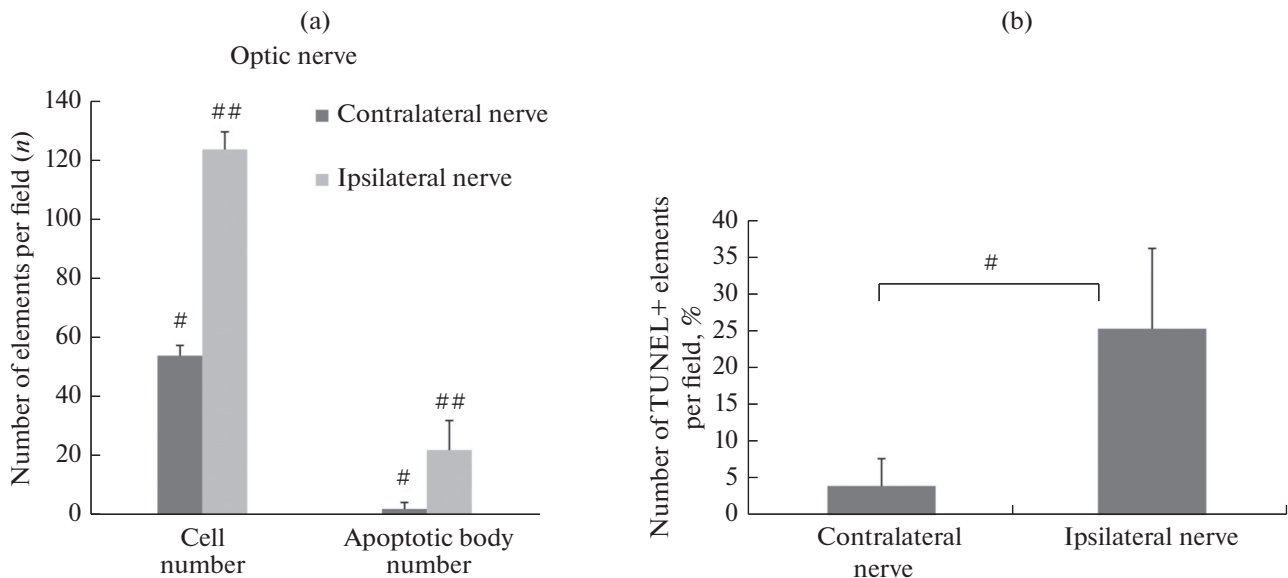 (a)
Optic nerve
Number of elements per field (n)
140
120
100
80
60
40
20
0
Contralateral nerve
Ipsilateral nerve
#
##
#
##
Cell
number
Apoptotic body
number
(b)
Number of TUNEL+ elements
per field, %
40
35
30
25
20
15
10
5
0
#
Contralateral
nerve
Ipsilateral nerve